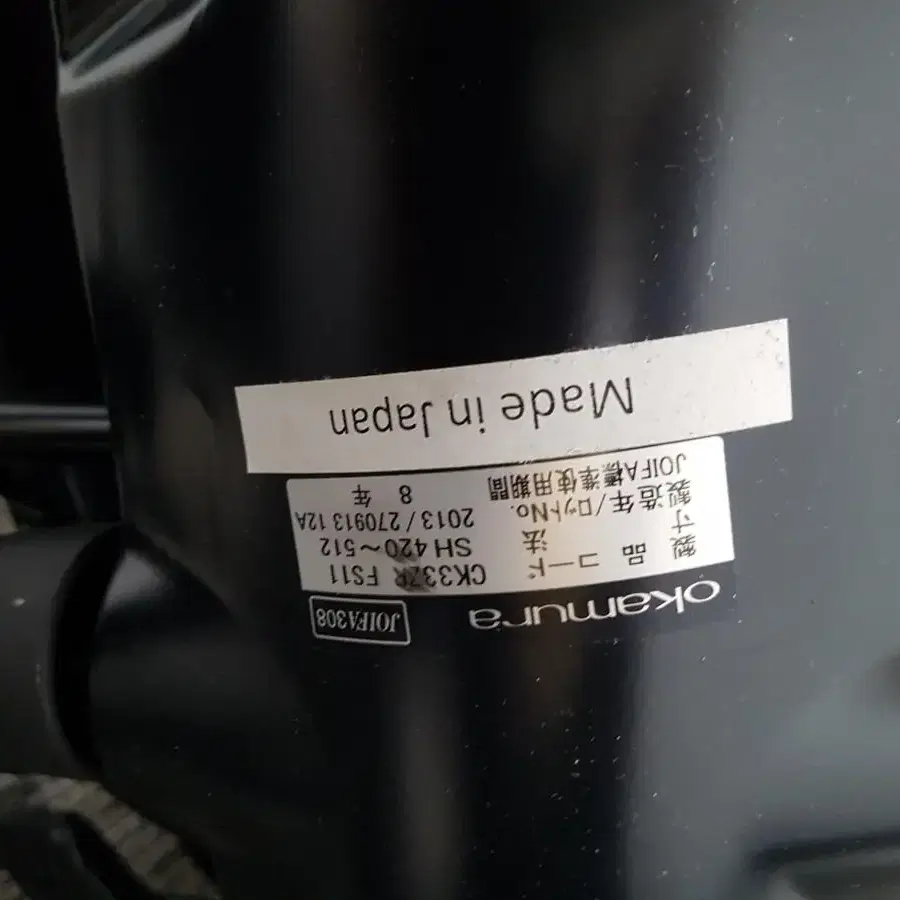 okamura JOIFA308
製品コード CK33ZR FS11
寸法 SH 420～512
製造年/ロットNo. 2013 / 270913 12A
JOIFA標準使用期間 8 年
Made in Japan